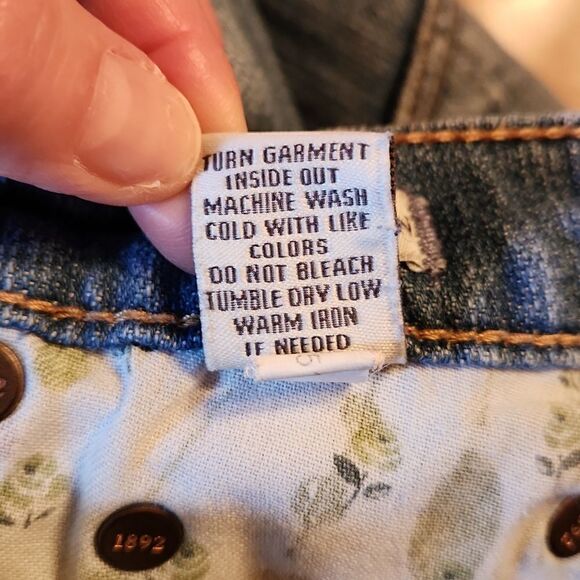 TURN GARMENT
INSIDE OUT
MACHINE WASH
COLD WITH LIKE
COLORS
DO NOT BLEACH
TUMBLE DRY LOW
WARM IRON
IF NEEDED
1892